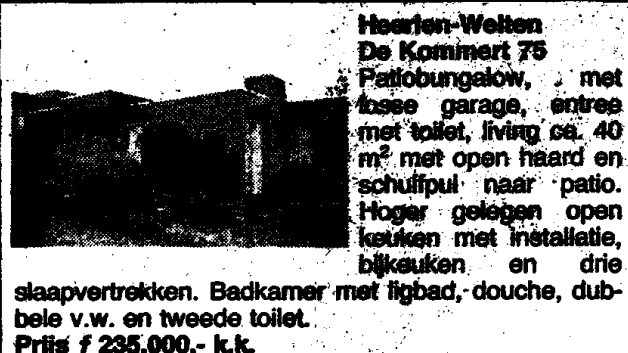 Heerlen-Welten
De Kommert 75
Patiobungalow, met
losse garage, entree
met toilet, living ca. 40
m² met open haard en
schuifpui naar patio.
Hoger gelegen open
keuken met installatie,
bijkeuken en drie
slaapvertrekken. Badkamer met ligbad, douche, dub-
bele v.w. en tweede toilet.
Prijs f 235.000,- k.k.